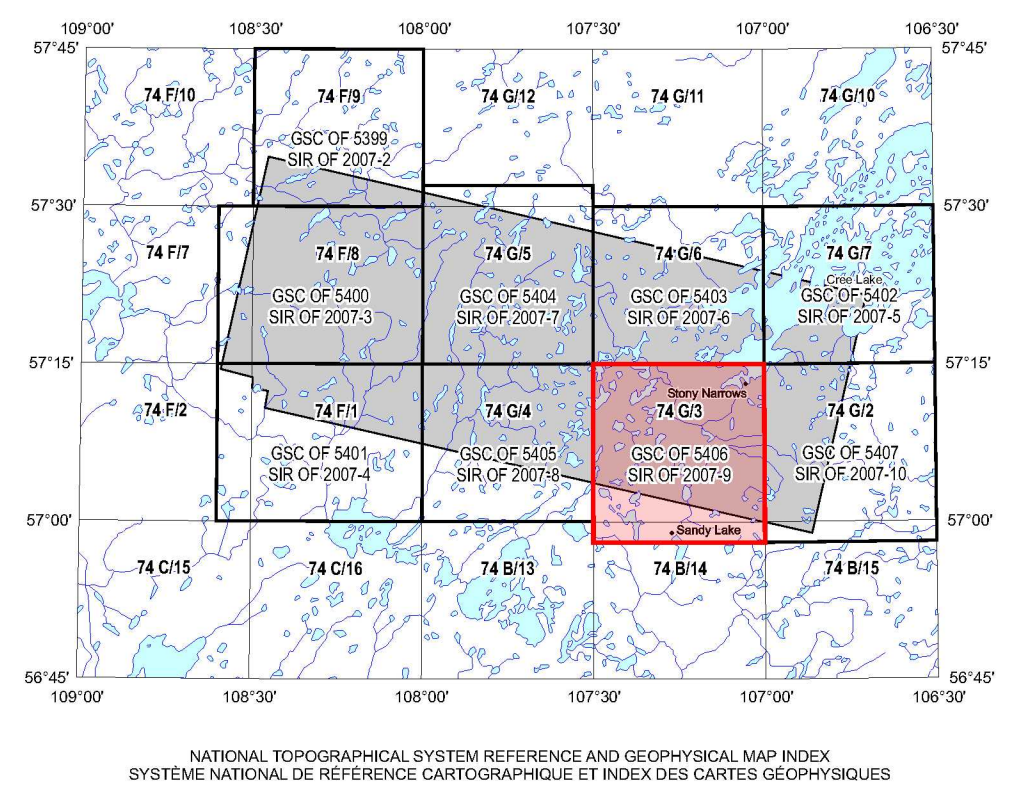 109°00' 108°30' 108°00' 107°30' 107°00' 106°30'
57°45' 57°45'
74 F/10 74 F/9 74 G/12 74 G/11 74 G/10
GSC OF 5399
SIR OF 2007-2
57°30' 57°30'
74 F/7 74 F/8 74 G/5 74 G/6 74 G/7
Cree Lake
GSC OF 5400 GSC OF 5404 GSC OF 5403 GSC OF 5402
SIR OF 2007-3 SIR OF 2007-7 SIR OF 2007-6 SIR OF 2007-5
57°15' 57°15'
Stony Narrows
74 F/2 74 F/1 74 G/4 74 G/3 74 G/2
GSC OF 5401 GSC OF 5405 GSC OF 5406 GSC OF 5407
SIR OF 2007-4 SIR OF 2007-8 SIR OF 2007-9 SIR OF 2007-10
57°00' 57°00'
Sandy Lake
74 C/15 74 C/16 74 B/13 74 B/14 74 B/15
56°45' 56°45'
109°00' 108°30' 108°00' 107°30' 107°00' 106°30'
NATIONAL TOPOGRAPHICAL SYSTEM REFERENCE AND GEOPHYSICAL MAP INDEX
SYSTÈME NATIONAL DE RÉFÉRENCE CARTOGRAPHIQUE ET INDEX DES CARTES GÉOPHYSIQUES